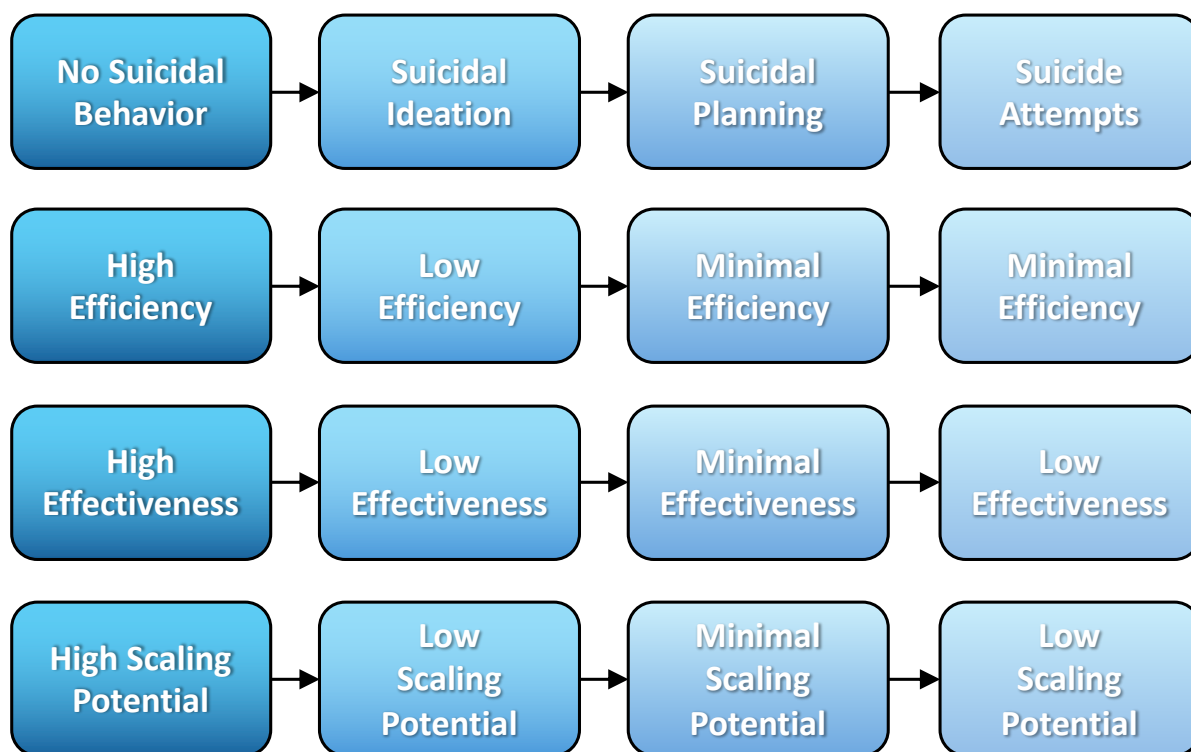 No Suicidal
Behavior
Suicidal
Ideation
Suicidal
Planning
Suicide
Attempts
High
Efficiency
Low
Efficiency
Minimal
Efficiency
Minimal
Efficiency
High
Effectiveness
Low
Effectiveness
Minimal
Effectiveness
Low
Effectiveness
High Scaling
Potential
Low
Scaling
Potential
Minimal
Scaling
Potential
Low
Scaling
Potential